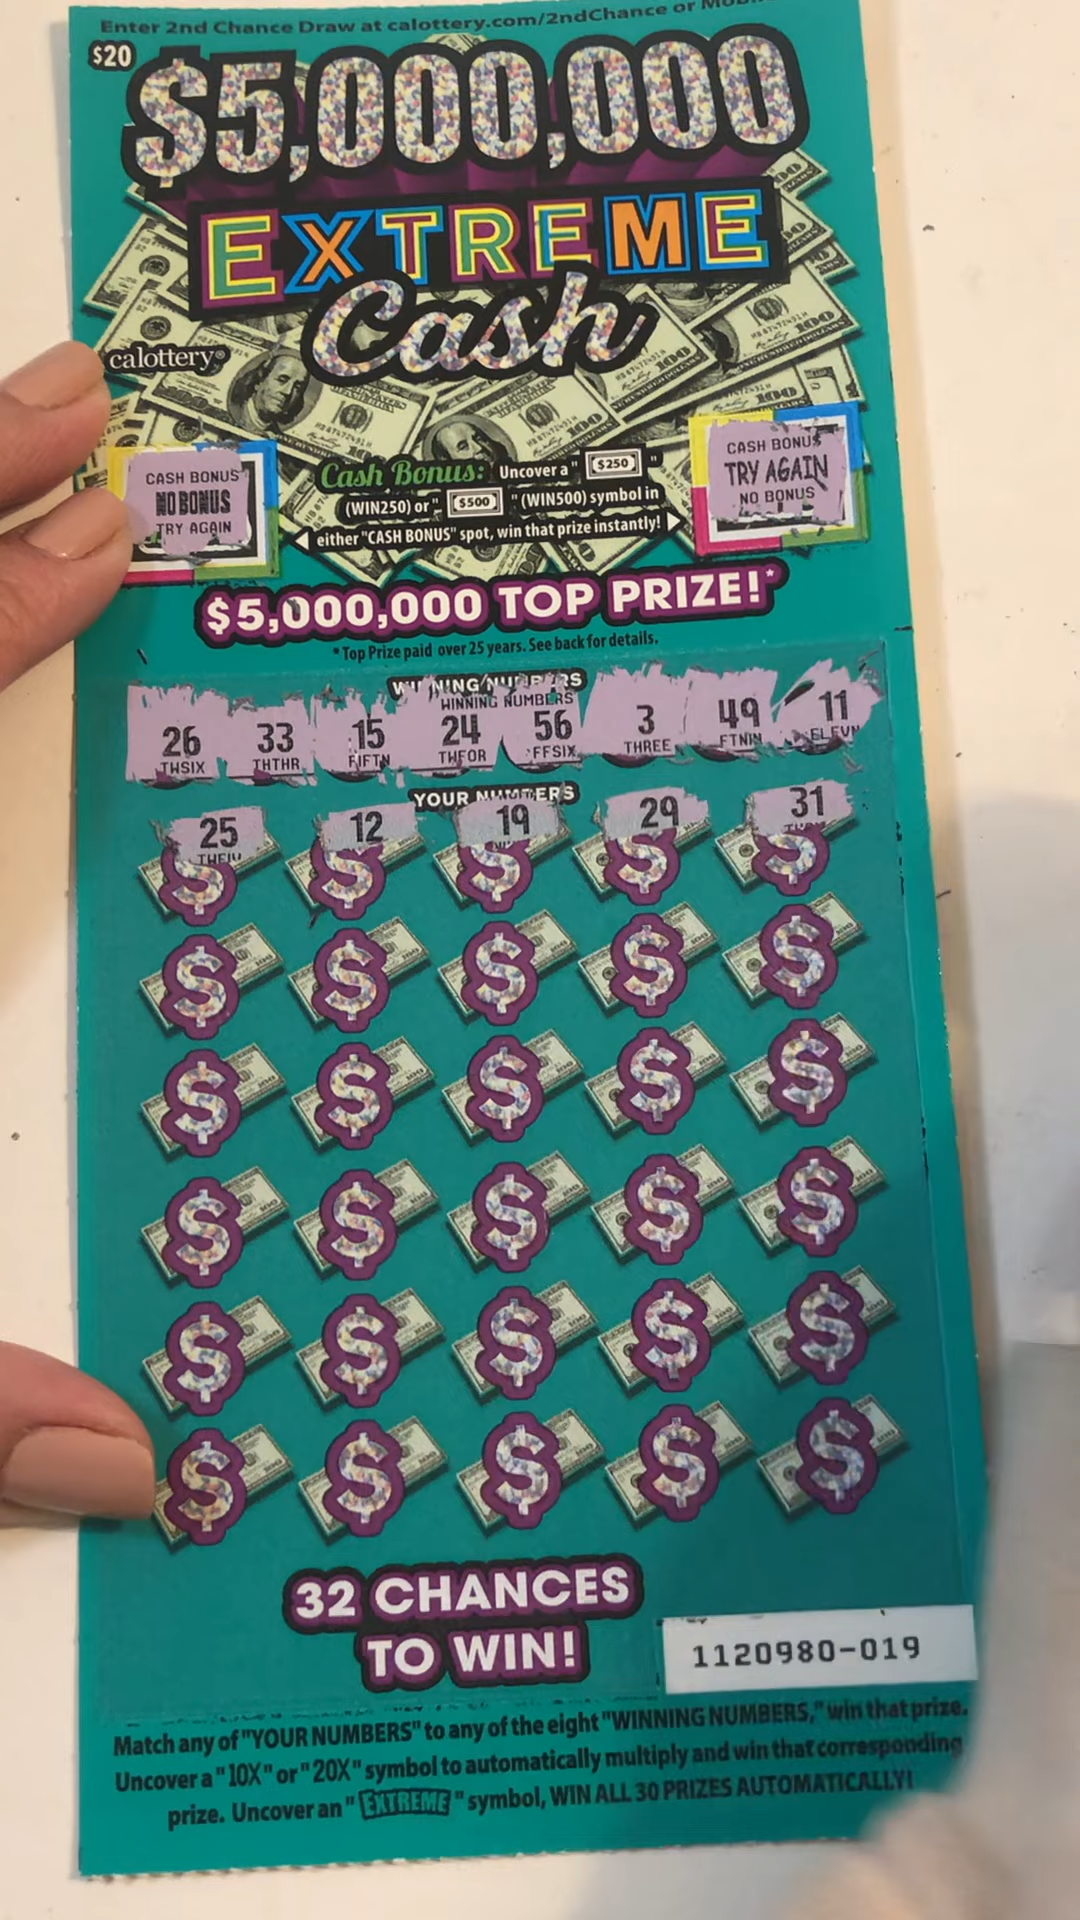 Enter 2nd Chance Draw at calottery.com/2ndChance or
$20
$5,000,000
EXTREME
Cash
calottery®
CASH BONUS
NO BONUS
TRY AGAIN
Cash Bonus: Uncover a " $250 "
(WIN250) or " $500 " (WIN500) symbol in
either "CASH BONUS" spot, win that prize instantly!
CASH BONUS
TRY AGAIN
NO BONUS
$5,000,000 TOP PRIZE!*
*Top Prize paid over 25 years. See back for details.
WINNING NUMBERS
WINNING NUMBERS
26 33 15 24 56 3 49 11
TWSIX THTHR FIFTN TWFOR FFSIX THREE FTNIN ELEVN
YOUR NUMBERS
25 12 19 29 31
$ $ $ $ $
$ $ $ $ $
$ $ $ $ $
$ $ $ $ $
$ $ $ $ $
$ $ $ $ $
32 CHANCES
TO WIN!
1120980-019
Match any of "YOUR NUMBERS" to any of the eight "WINNING NUMBERS," win that prize.
Uncover a "10X" or "20X" symbol to automatically multiply and win that corresponding
prize. Uncover an " EXTREME " symbol, WIN ALL 30 PRIZES AUTOMATICALLY!